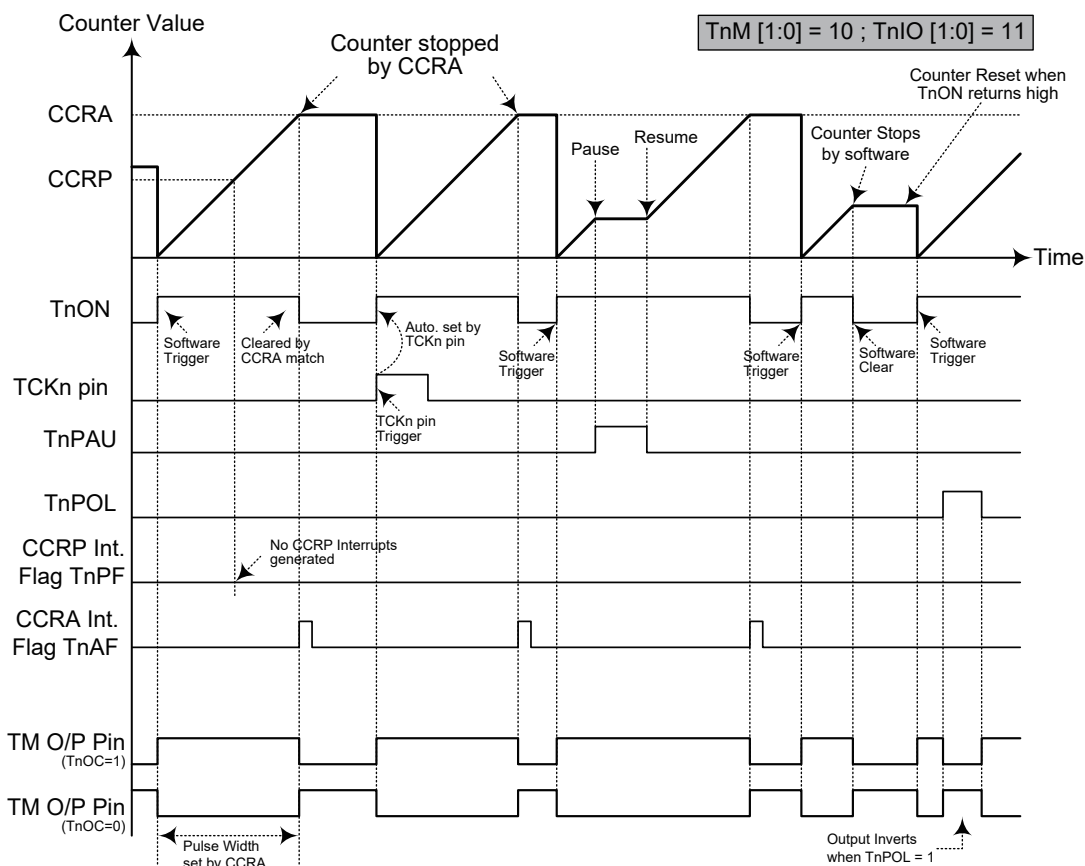 Counter Value
TnM [1:0] = 10 ; TnIO [1:0] = 11
Counter stopped
by CCRA
Counter Reset when
TnON returns high
CCRA
Pause
Resume
Counter Stops
by software
CCRP
Time
TnON
Software
Trigger
Cleared by
CCRA match
Auto. set by
TCKn pin
Software
Trigger
Software
Trigger
Software
Clear
Software
Trigger
TCKn pin
TCKn pin
Trigger
TnPAU
TnPOL
CCRP Int.
Flag TnPF
No CCRP Interrupts
generated
CCRA Int.
Flag TnAF
TM O/P Pin
(TnOC=1)
TM O/P Pin
(TnOC=0)
Pulse Width
set by CCRA
Output Inverts
when TnPOL = 1